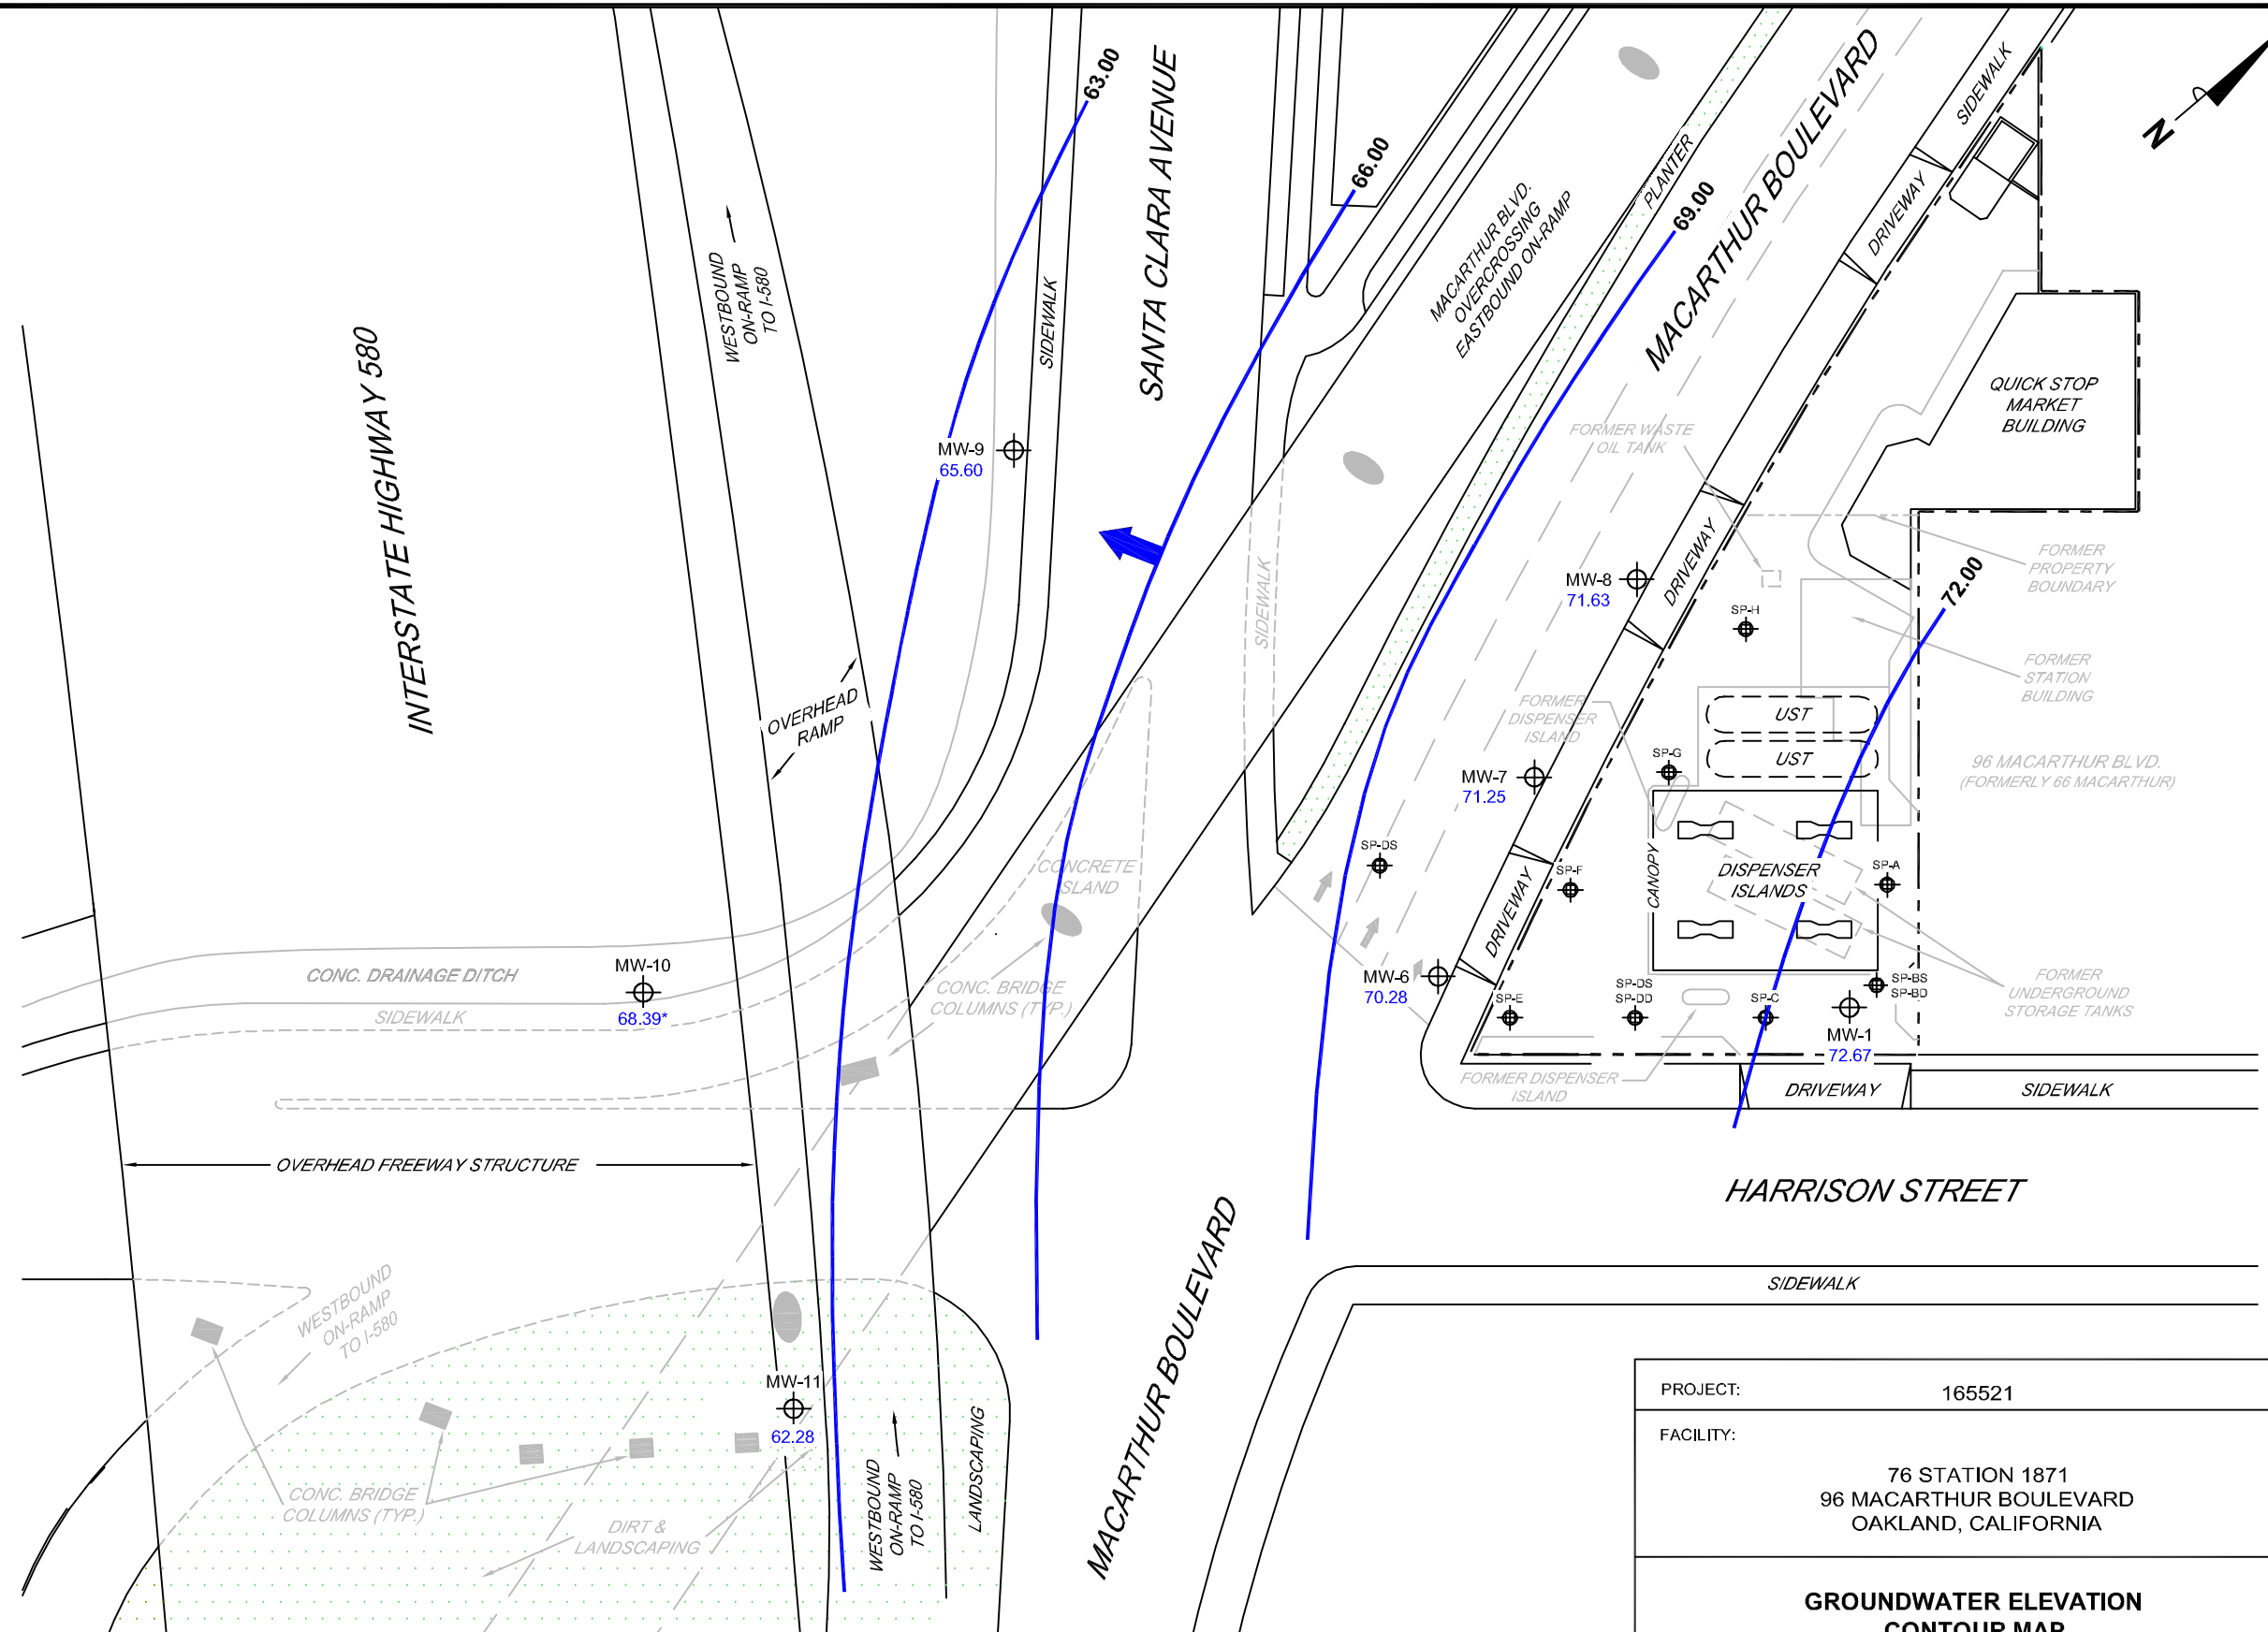 63.00
SANTA CLARA AVENUE
66.00
MACARTHUR BLVD.
OVERCROSSING
EASTBOUND ON-RAMP
PLANTER
69.00
MACARTHUR BOULEVARD
SIDEWALK
DRIVEWAY
N
WESTBOUND
ON-RAMP
TO I-580
SIDEWALK
INTERSTATE HIGHWAY 580
QUICK STOP
MARKET
BUILDING
FORMER WASTE
OIL TANK
MW-9
65.60
DRIVEWAY
FORMER
PROPERTY
BOUNDARY
MW-8
71.63
SP-H
72.00
SIDEWALK
FORMER
STATION
BUILDING
OVERHEAD
RAMP
FORMER
DISPENSER
ISLAND
UST
UST
SP-G
MW-7
71.25
96 MACARTHUR BLVD.
(FORMERLY 66 MACARTHUR)
SP-DS
SP-F
CANOPY
DISPENSER
ISLANDS
SP-A
CONCRETE
ISLAND
DRIVEWAY
MW-10
68.39*
CONC. DRAINAGE DITCH
SIDEWALK
CONC. BRIDGE
COLUMNS (TYP.)
MW-6
70.28
SP-E
SP-DS
SP-DD
SP-C
SP-BS
SP-BD
MW-1
72.67
FORMER
UNDERGROUND
STORAGE TANKS
FORMER DISPENSER
ISLAND
DRIVEWAY
SIDEWALK
OVERHEAD FREEWAY STRUCTURE
HARRISON STREET
SIDEWALK
WESTBOUND
ON-RAMP
TO I-580
MACARTHUR BOULEVARD
MW-11
62.28
CONC. BRIDGE
COLUMNS (TYP.)
DIRT &
LANDSCAPING
WESTBOUND
ON-RAMP
TO I-580
LANDSCAPING
PROJECT:
165521
FACILITY:
76 STATION 1871
96 MACARTHUR BOULEVARD
OAKLAND, CALIFORNIA
GROUNDWATER ELEVATION
CONTOUR MAP